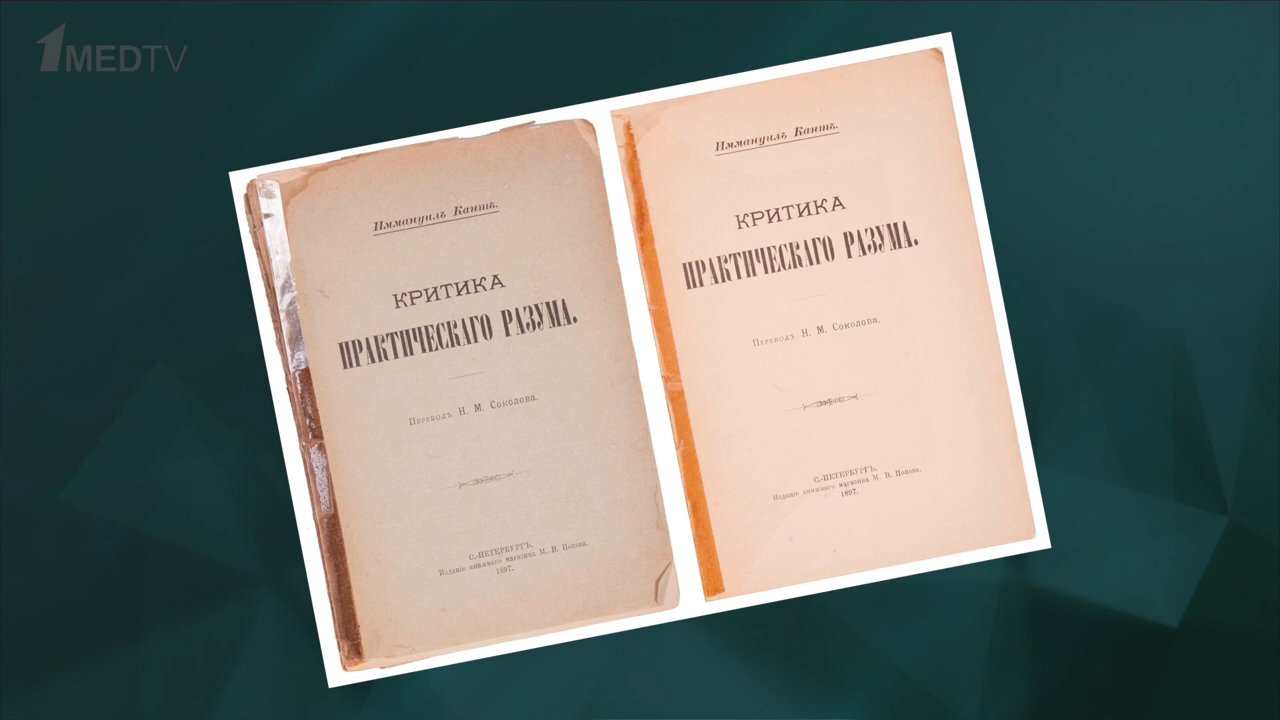 1MEDTV
Иммануилъ Кантъ.
КРИТИКА
ПРАКТИЧЕСКАГО РАЗУМА.
Переводъ Н. М. Соколова.
С.-ПЕТЕРБУРГЪ.
Изданіе книжнаго магазина М. В. Попова.
1897.
Иммануилъ Кантъ.
КРИТИКА
ПРАКТИЧЕСКАГО РАЗУМА.
Переводъ Н. М. Соколова.
С.-ПЕТЕРБУРГЪ.
Изданіе книжнаго магазина М. В. Попова.
1897.